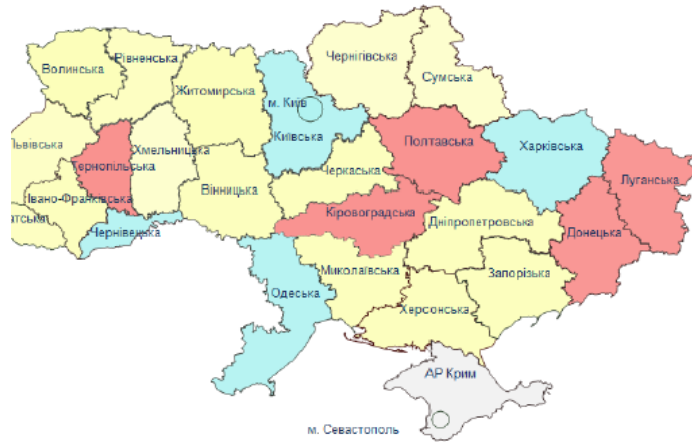 Чернігівська
Рівненська
Волинська
Сумська
Житомирська
м. Київ
Київська
Полтавська
Харківська
Львівська
Хмельницька
Тернопільська
Черкаська
Луганська
Вінницька
Івано-Франківська
Кіровоградська
Дніпропетровська
Донецька
Чернівецька
Миколаївська
Запорізька
Одеська
Херсонська
АР Крим
м. Севастополь